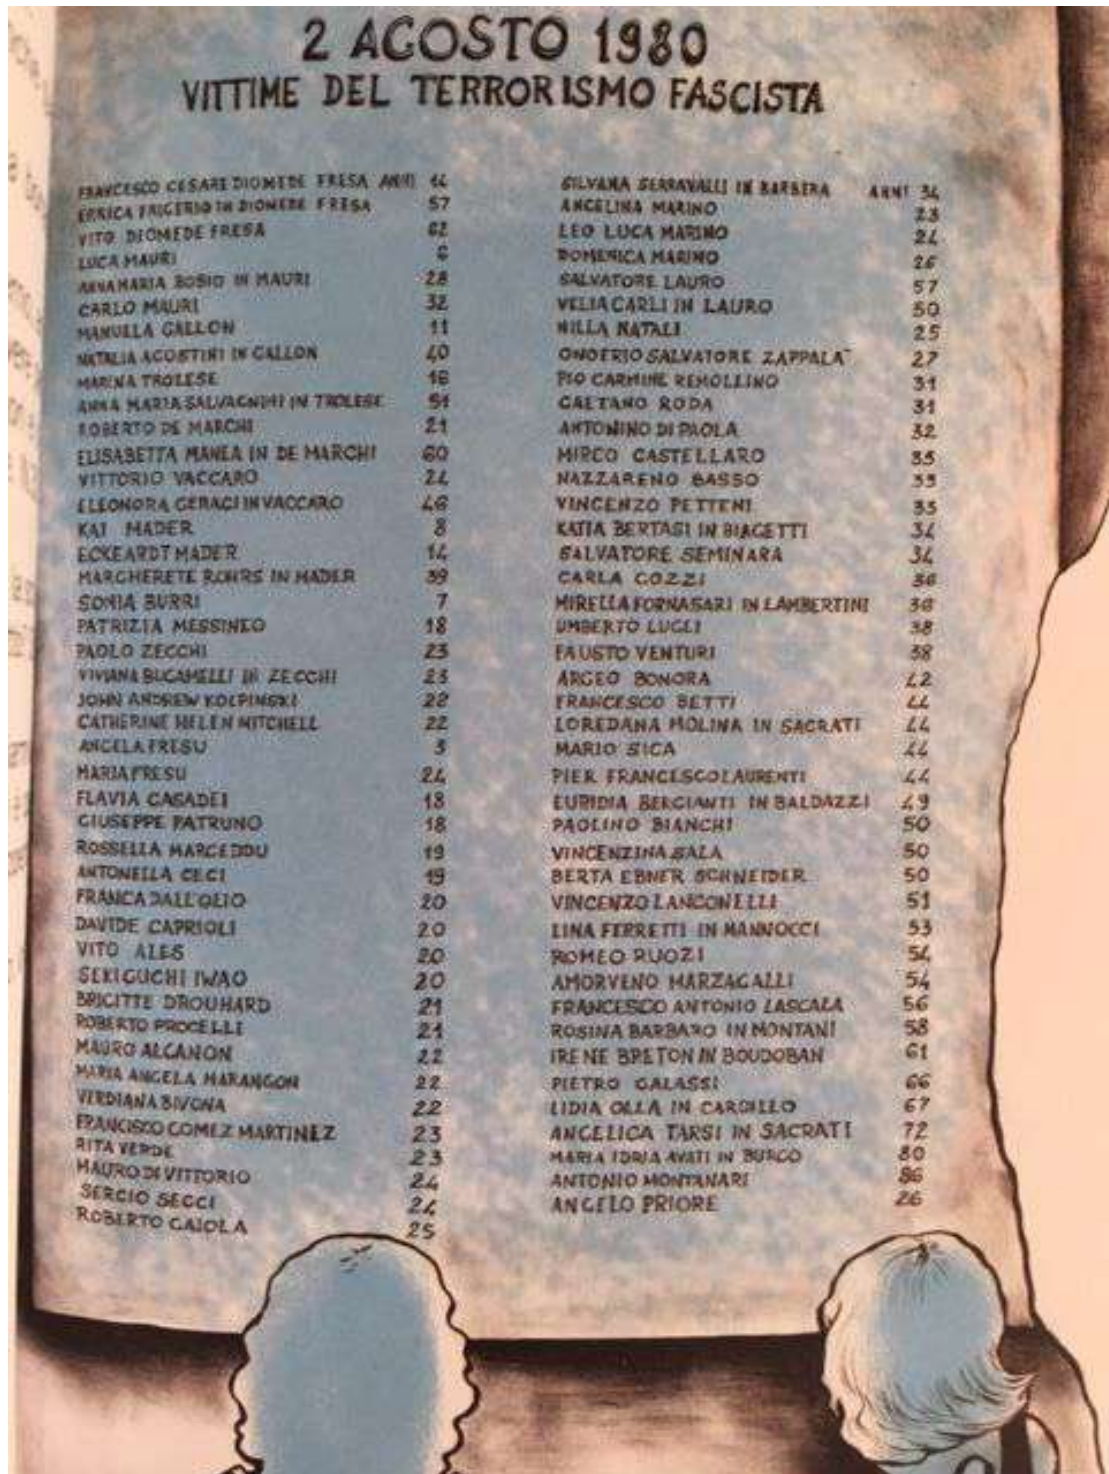 2 AGOSTO 1980
VITTIME DEL TERRORISMO FASCISTA
FRANCESCO CESARE DIOMEDE FRESA ANNI 14
ERRICA FRIGERIO IN DIOMEDE FRESA 57
VITO DIOMEDE FRESA 62
LUCA MAURI 6
ANNA MARIA BOSIO IN MAURI 28
CARLO MAURI 32
MANUELLA GALLON 11
NATALIA AGOSTINI IN GALLON 40
MARINA TROLESE 16
ANNA MARIA SALVAGNINI IN TROLESE 51
ROBERTO DE MARCHI 21
ELISABETTA MANEA IN DE MARCHI 60
VITTORIO VACCARO 24
ELEONORA GERACI IN VACCARO 46
KAI MADER 8
ECKEARDT MADER 14
MARGHERETE ROHRS IN MADER 39
SONIA BURRI 7
PATRIZIA MESSINEO 18
PAOLO ZECCHI 23
VIVIANA BUGAMELLI IN ZECCHI 23
JOHN ANDREW KOLPINSKI 22
CATHERINE HELEN MITCHELL 22
ANGELA FRESU 3
MARIA FRESU 24
FLAVIA CASADEI 18
GIUSEPPE PATRUNO 18
ROSSELLA MARCEDDU 19
ANTONELLA CECI 19
FRANCA DALL'OLIO 20
DAVIDE CAPRIOLI 20
VITO ALES 20
SEKIGUCHI IWAO 20
BRIGITTE DROUHARD 21
ROBERTO PROCELLI 21
MAURO ALGANON 22
MARIA ANGELA MARANGON 22
VERDIANA BIVONA 22
FRANCISCO GOMEZ MARTINEZ 23
RITA VERDE 23
MAURO DI VITTORIO 24
SERGIO SECCI 24
ROBERTO GAIOLA 25
SILVANA SERRAVALLI IN BARBERA ANNI 34
ANGELINA MARINO 23
LEO LUCA MARINO 24
DOMENICA MARINO 26
SALVATORE LAURO 57
VELIA CARLI IN LAURO 50
NILLA NATALI 25
ONOFRIO SALVATORE ZAPPALA' 27
PIO CARMINE REMOLLINO 31
GAETANO RODA 31
ANTONINO DI PAOLA 32
MIRCO CASTELLARO 33
NAZZARENO BASSO 33
VINCENZO PETTENI 33
KATIA BERTASI IN BIAGETTI 34
SALVATORE SEMINARA 34
CARLA GOZZI 36
MIRELLA FORNASARI IN LAMBERTINI 36
UMBERTO LUGLI 38
FAUSTO VENTURI 38
ARGEO BONORA 42
FRANCESCO BETTI 44
LOREDANA MOLINA IN SACRATI 44
MARIO SICA 44
PIER FRANCESCO LAURENTI 44
EURIDIA BERGIANTI IN BALDAZZI 49
PAOLINO BIANCHI 50
VINCENZINA SALA 50
BERTA EBNER SCHNEIDER 50
VINCENZO LANCONELLI 51
LINA FERRETTI IN MANNOCCI 53
ROMEO RUOZI 54
AMORVENO MARZAGALLI 54
FRANCESCO ANTONIO LASCALA 56
ROSINA BARBARO IN MONTANI 58
IRENE BRETON IN BOUDOBAN 61
PIETRO GALASSI 66
LIDIA OLLA IN CARDILLO 67
ANGELICA TARSI IN SACRATI 72
MARIA IDRIA AVATI IN BURGO 80
ANTONIO MONTANARI 86
ANGELO PRIORE 26